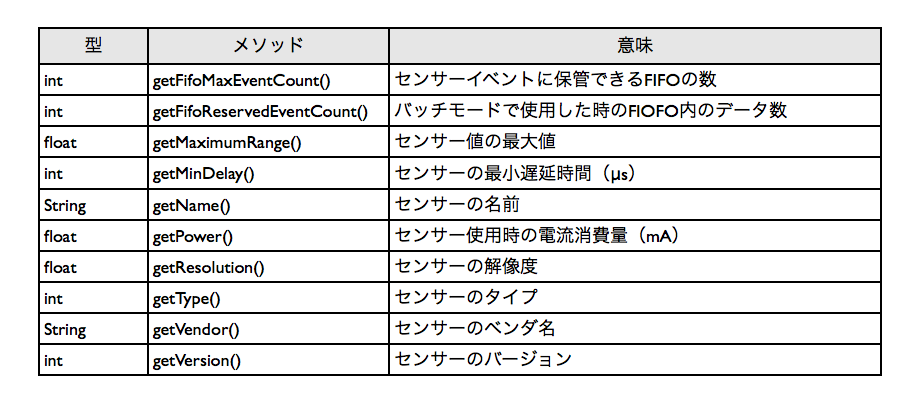 型 メソッド 意味
int getFifoMaxEventCount() センサーイベントに保管できるFIFOの数
int getFifoReservedEventCount() バッチモードで使用した時のFIOFO内のデータ数
float getMaximumRange() センサー値の最大値
int getMinDelay() センサーの最小遅延時間（μs）
String getName() センサーの名前
float getPower() センサー使用時の電流消費量（mA）
float getResolution() センサーの解像度
int getType() センサーのタイプ
String getVendor() センサーのベンダ名
int getVersion() センサーのバージョン